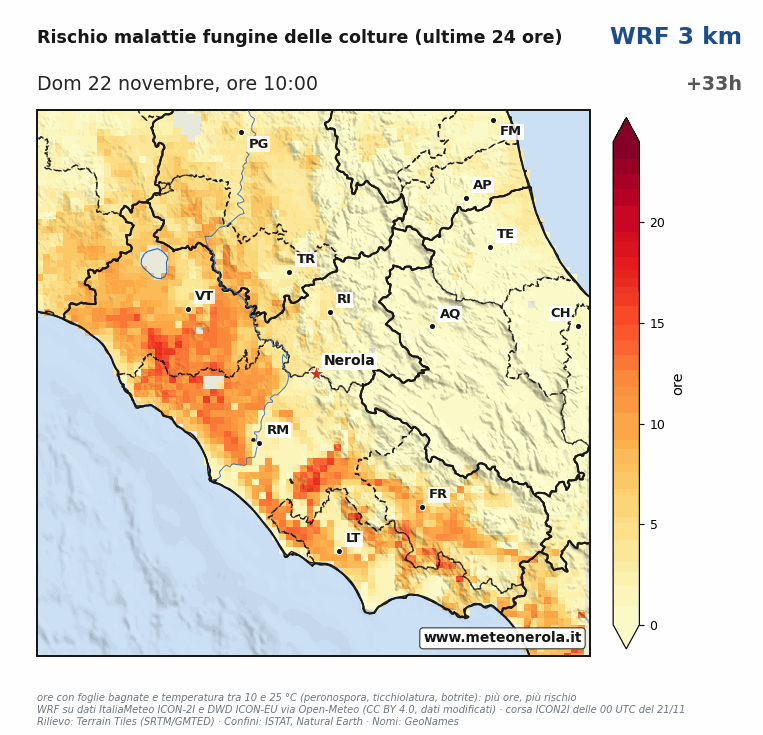 Rischio malattie fungine delle colture (ultime 24 ore)
WRF 3 km
Dom 22 novembre, ore 10:00
+33h
FM
PG
AP
TE
TR
VT
RI
AQ
CH
Nerola
RM
FR
LT
www.meteonerola.it
20
15
10
5
0
ore
ore con foglie bagnate e temperatura tra 10 e 25 °C (peronospora, ticchiolatura, botrite): più ore, più rischio
WRF su dati ItaliaMeteo ICON-2I e DWD ICON-EU via Open-Meteo (CC BY 4.0, dati modificati) · corsa ICON2I delle 00 UTC del 21/11
Rilievo: Terrain Tiles (SRTM/GMTED) · Confini: ISTAT, Natural Earth · Nomi: GeoNames